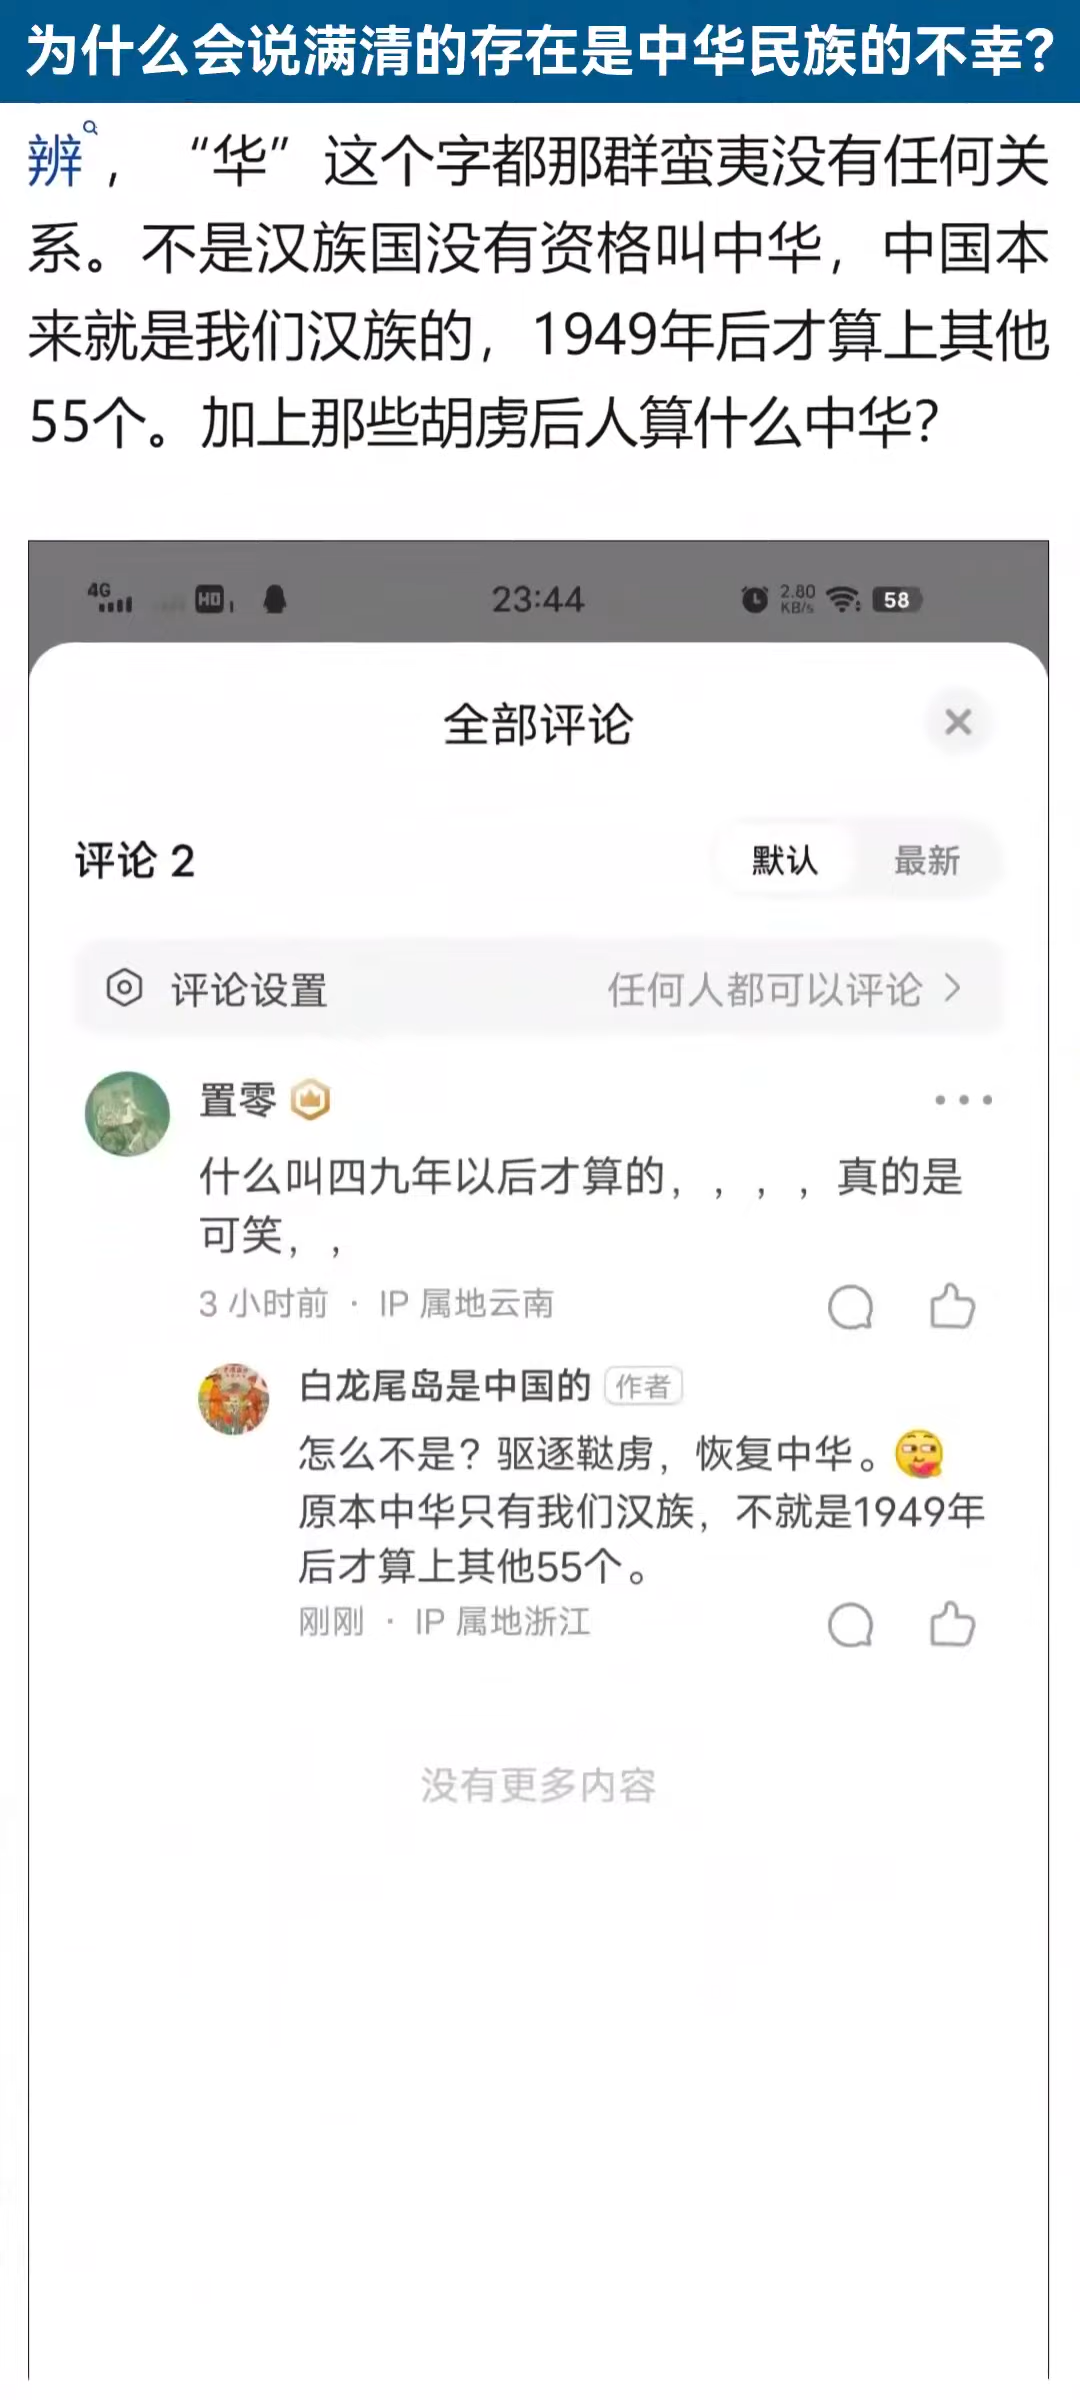 为什么会说满清的存在是中华民族的不幸?
辨，“华”这个字都那群蛮夷没有任何关
系。不是汉族国没有资格叫中华，中国本
来就是我们汉族的，1949年后才算上其他
55个。加上那些胡虏后人算什么中华？
4G HD 1 23:44 2.80 KB/s 58
全部评论
评论 2 默认 最新
评论设置 任何人都可以评论
置零
什么叫四九年以后才算的，，，，真的是
可笑，，
3 小时前 · IP 属地云南
白龙尾岛是中国的 作者
怎么不是？驱逐鞑虏，恢复中华。
原本中华只有我们汉族，不就是1949年
后才算上其他55个。
刚刚 · IP 属地浙江
没有更多内容